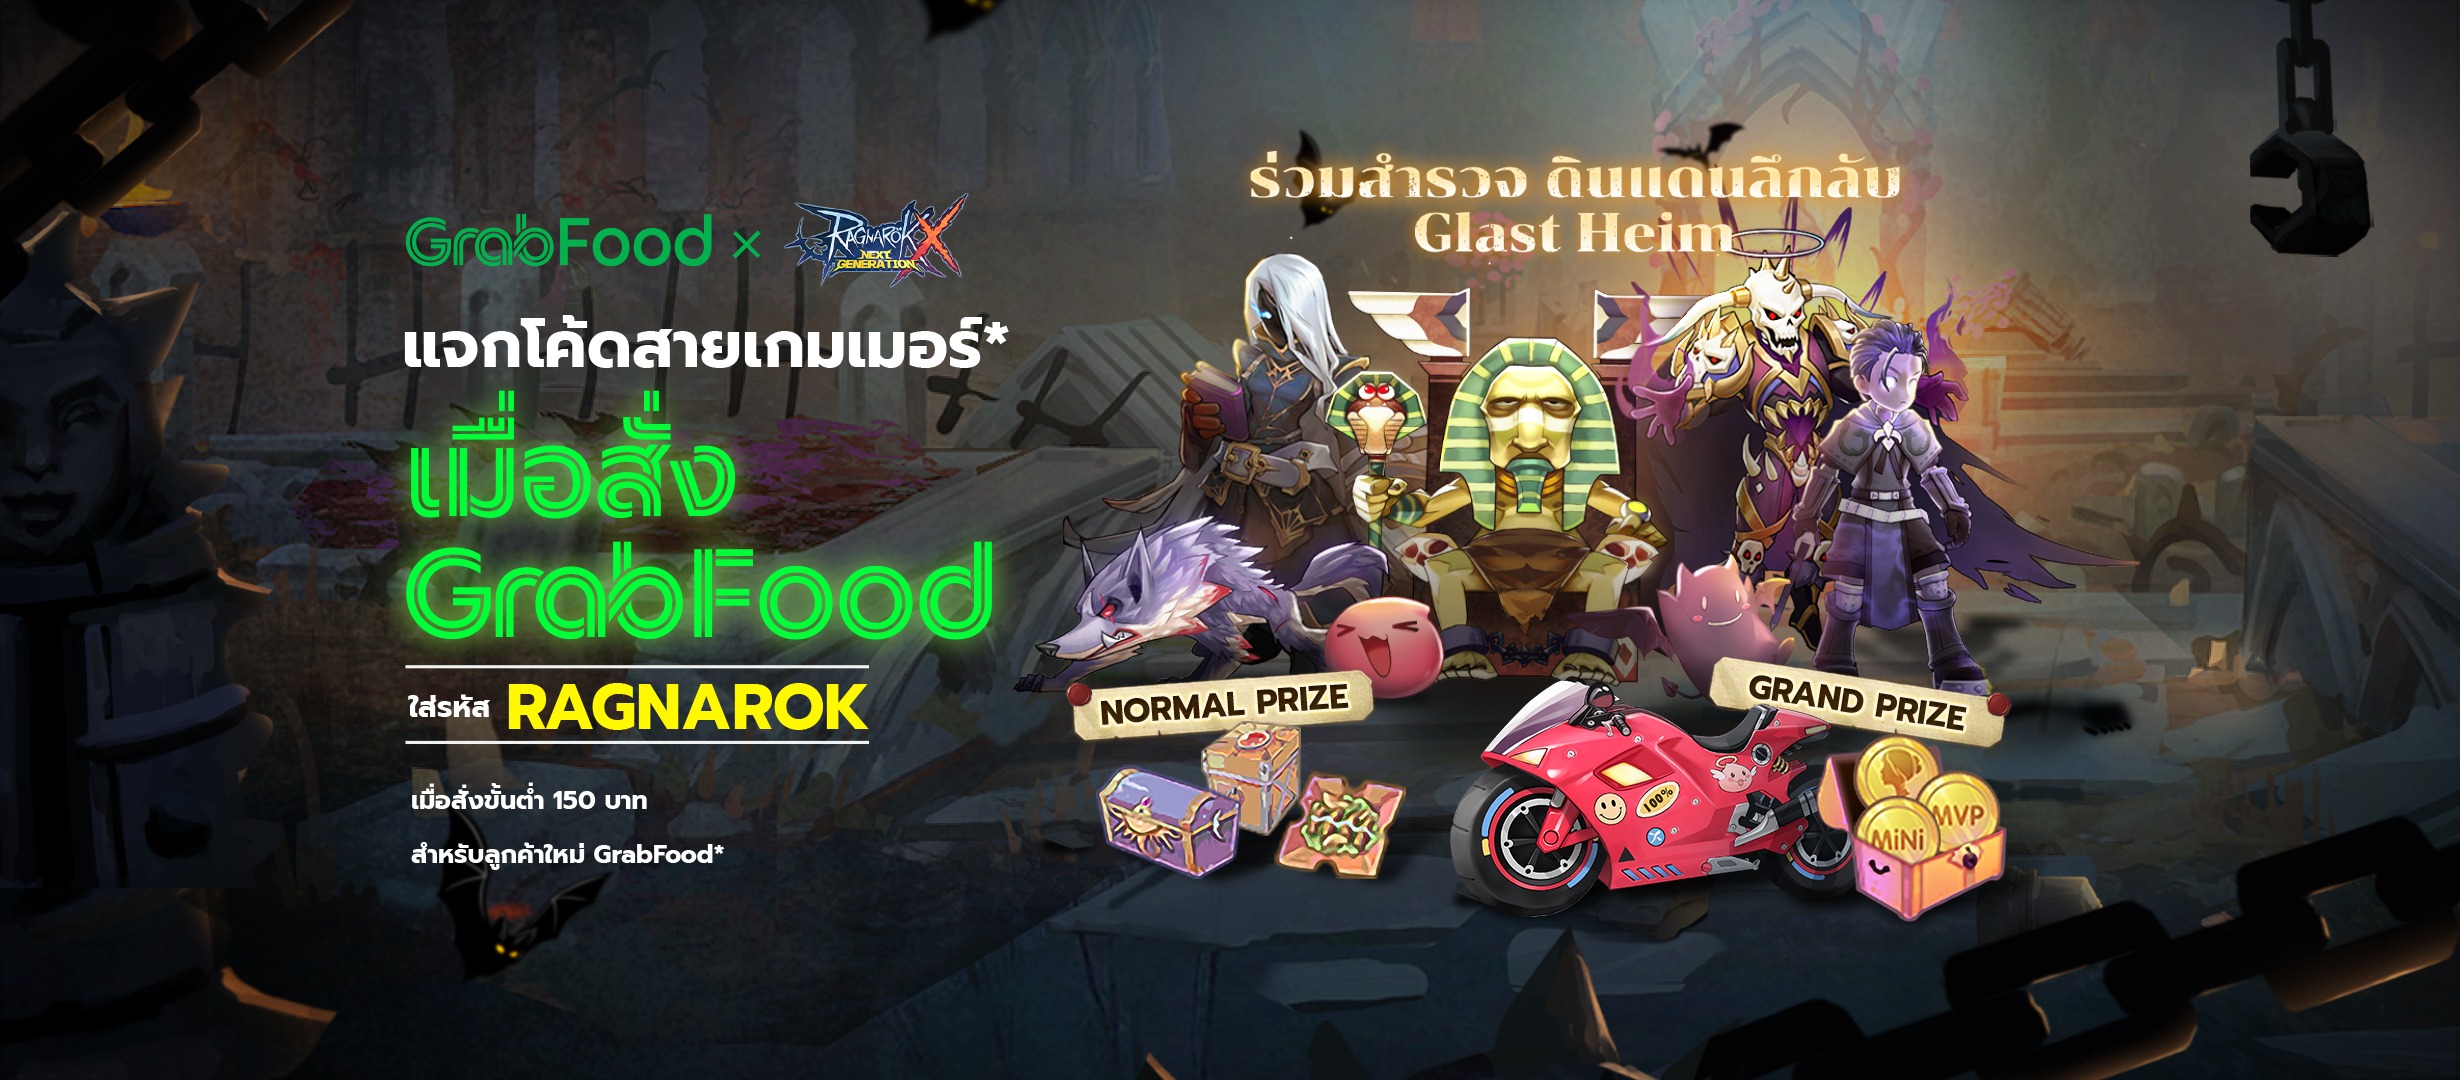 GrabFood × RAGNAROK X
NEXT GENERATION
แจกโค้ดสายเกมเมอร์*
เมื่อสั่ง
GrabFood
ใส่รหัส RAGNAROK
เมื่อสั่งขั้นต่ำ 150 บาท
สำหรับลูกค้าใหม่ GrabFood*
ร่วมสำรวจ ดินแดนลึกลับ
Glast Heim
NORMAL PRIZE
GRAND PRIZE
100%
MVP
MiNi